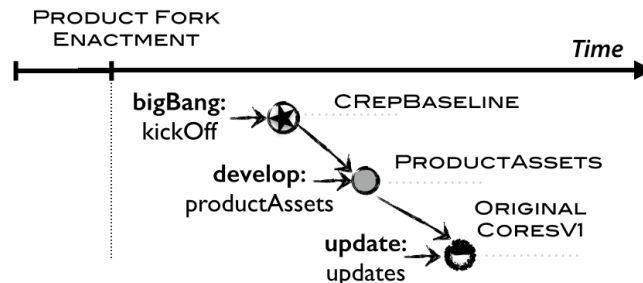 PRODUCT FORK
ENACTMENT
Time
bigBang:
kickOff
CREPBASELINE
develop:
productAssets
PRODUCTASSETS
ORIGINAL
CORESV1
update:
updates